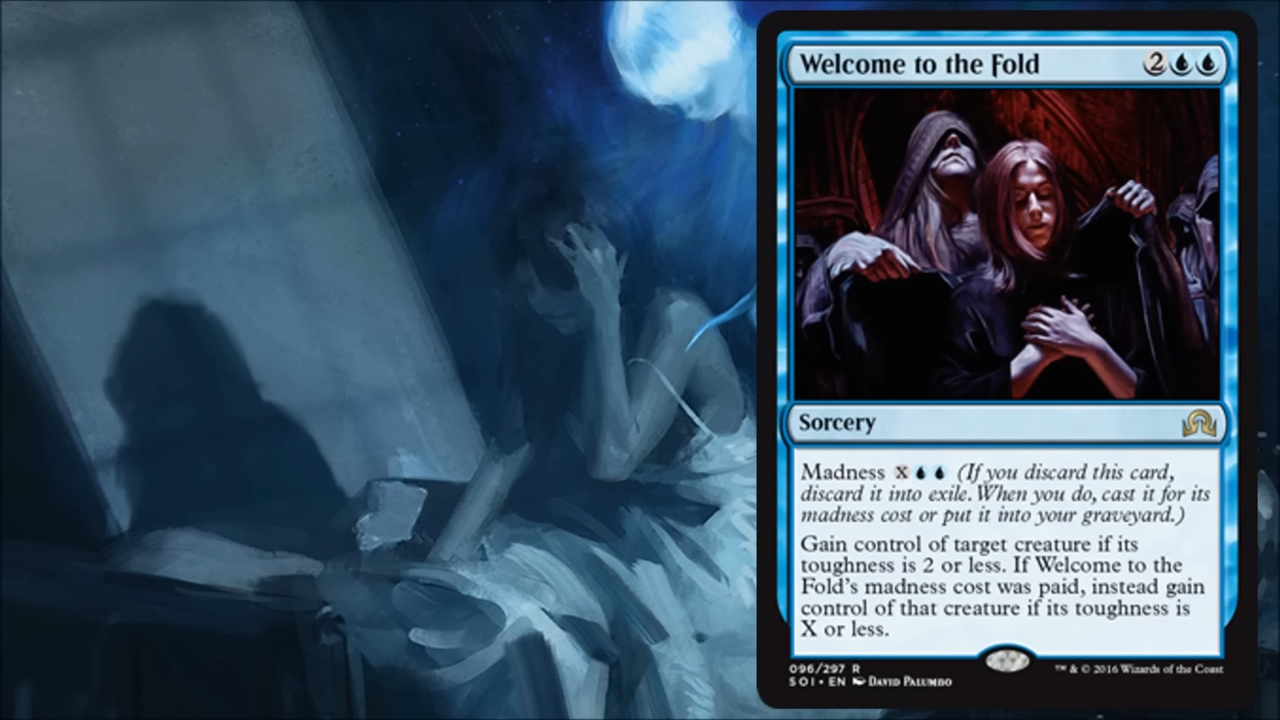 Welcome to the Fold 2
Sorcery
Madness X (If you discard this card,
discard it into exile. When you do, cast it for its
madness cost or put it into your graveyard.)
Gain control of target creature if its
toughness is 2 or less. If Welcome to the
Fold's madness cost was paid, instead gain
control of that creature if its toughness is
X or less.
096/297 R
SOI • EN DAVID PALUMBO
™ & © 2016 Wizards of the Coast